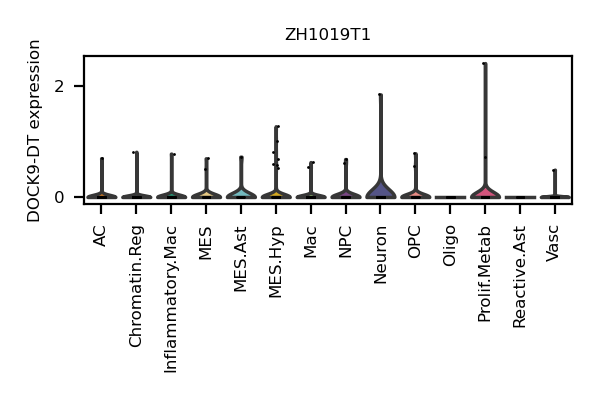 ZH1019T1
DOCK9-DT expression
2
0
AC
Chromatin.Reg
Inflammatory.Mac
MES
MES.Ast
MES.Hyp
Mac
NPC
Neuron
OPC
Oligo
Prolif.Metab
Reactive.Ast
Vasc